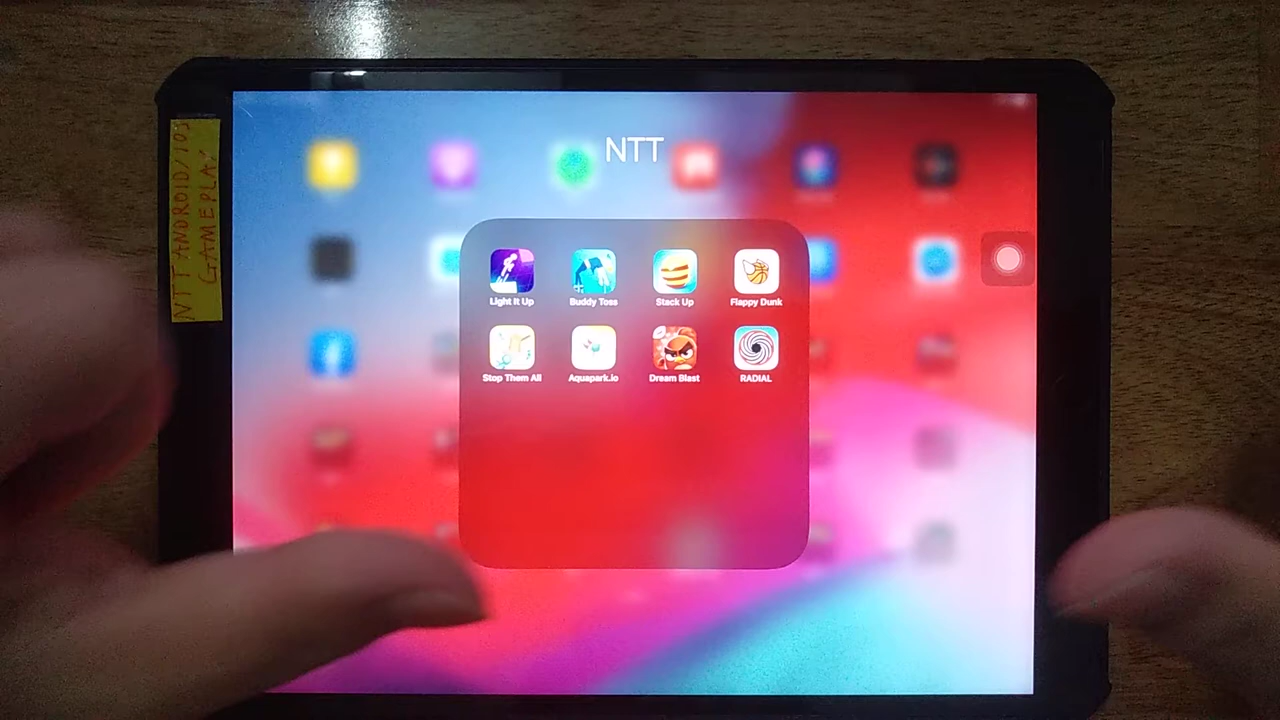 NTT ANDROID/IOS
GAMEPLAY
NTT
Light It Up
Buddy Toss
Stack Up
Flappy Dunk
Stop Them All
Aquapark.io
Dream Blast
RADIAL